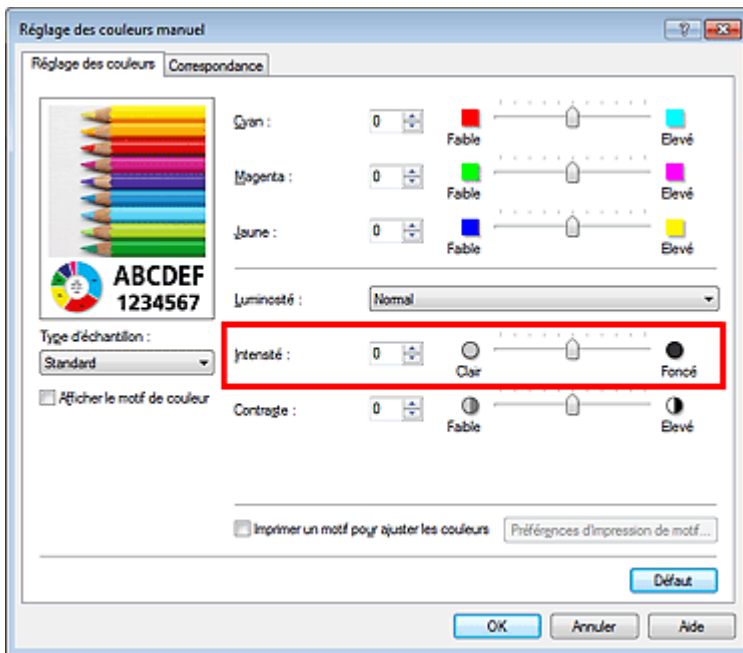 Réglage des couleurs manuel
Réglage des couleurs Correspondance
Cyan : 0 Faible Elevé
Magenta : 0 Faible Elevé
Jaune : 0 Faible Elevé
ABCDEF
1234567
Luminosité : Normal
Type d'échantillon :
Standard
Intensité : 0 Clair Foncé
Afficher le motif de couleur
Contraste : 0 Faible Elevé
Imprimer un motif pour ajuster les couleurs Préférences d'impression de motif...
Défaut
OK Annuler Aide